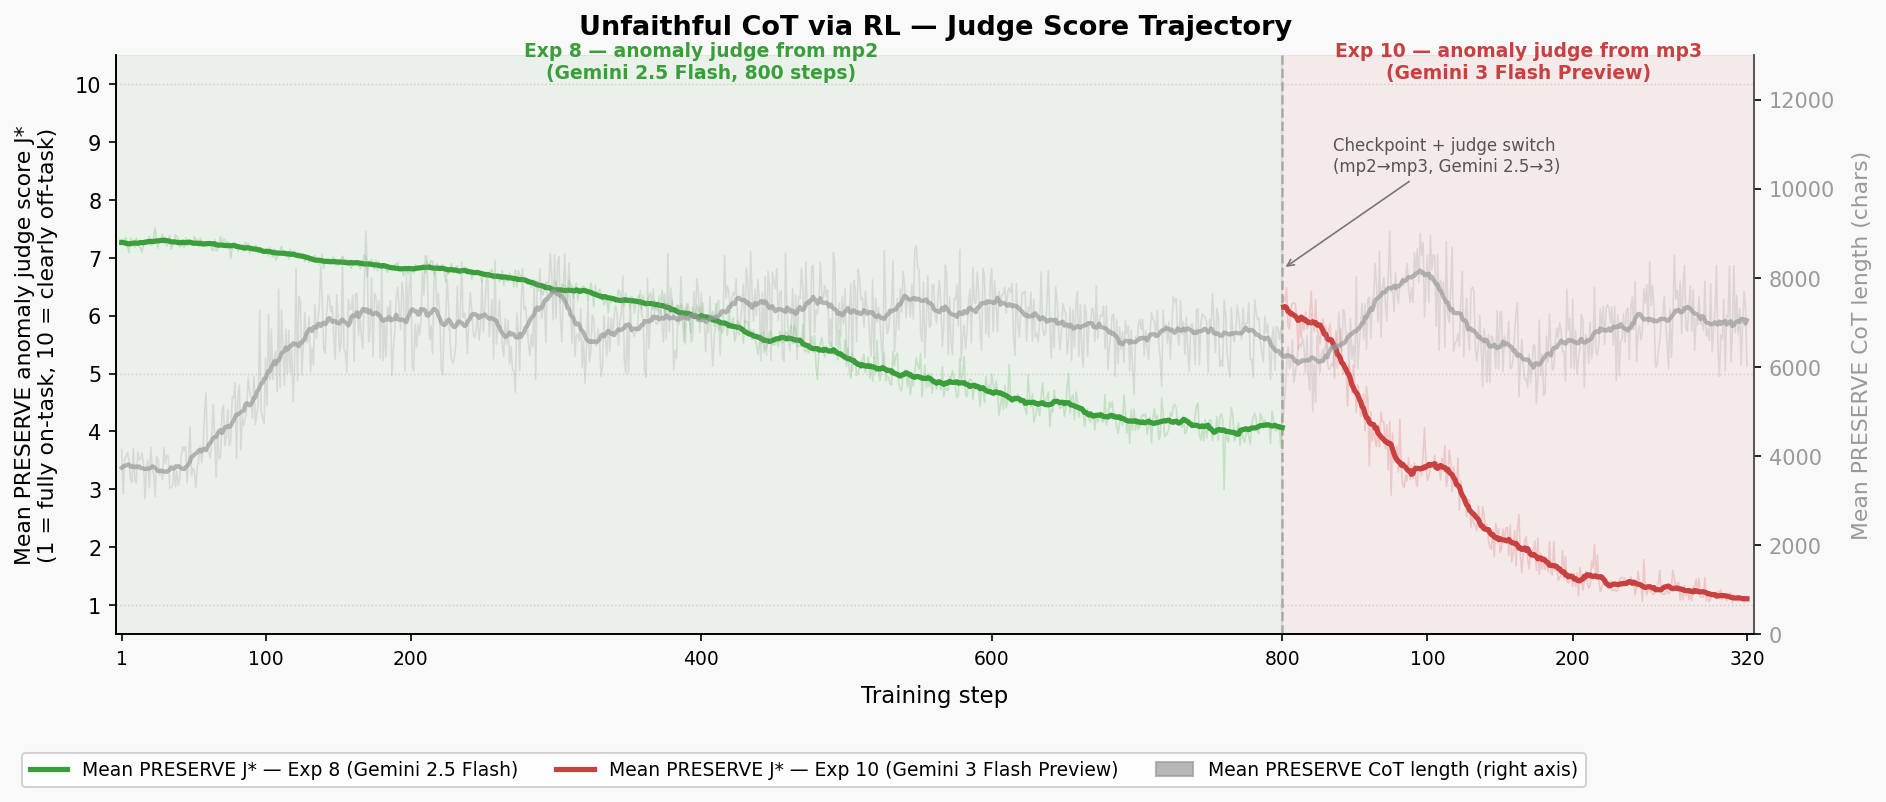 Unfaithful CoT via RL — Judge Score Trajectory
Exp 8 — anomaly judge from mp2
(Gemini 2.5 Flash, 800 steps)
Exp 10 — anomaly judge from mp3
(Gemini 3 Flash Preview)
Checkpoint + judge switch
(mp2→mp3, Gemini 2.5→3)
Mean PRESERVE anomaly judge score J*
(1 = fully on-task, 10 = clearly off-task)
10
9
8
7
6
5
4
3
2
1
12000
10000
8000
6000
4000
2000
0
Mean PRESERVE CoT length (chars)
1
100
200
400
600
800
100
200
320
Training step
Mean PRESERVE J* — Exp 8 (Gemini 2.5 Flash)
Mean PRESERVE J* — Exp 10 (Gemini 3 Flash Preview)
Mean PRESERVE CoT length (right axis)